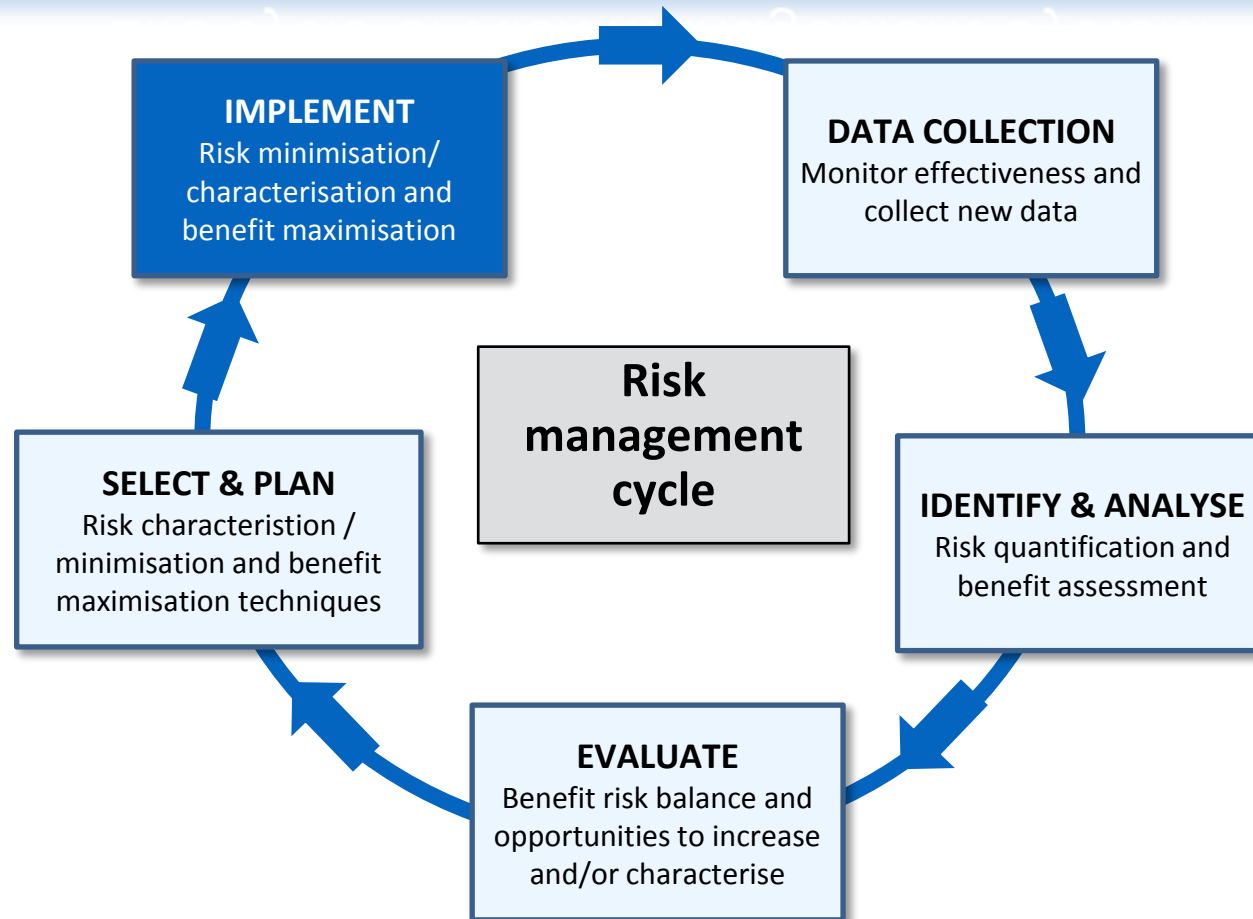 IMPLEMENT
Risk minimisation/
characterisation and
benefit maximisation
DATA COLLECTION
Monitor effectiveness and
collect new data
Risk
management
cycle
SELECT & PLAN
Risk characteristion /
minimisation and benefit
maximisation techniques
IDENTIFY & ANALYSE
Risk quantification and
benefit assessment
EVALUATE
Benefit risk balance and
opportunities to increase
and/or characterise